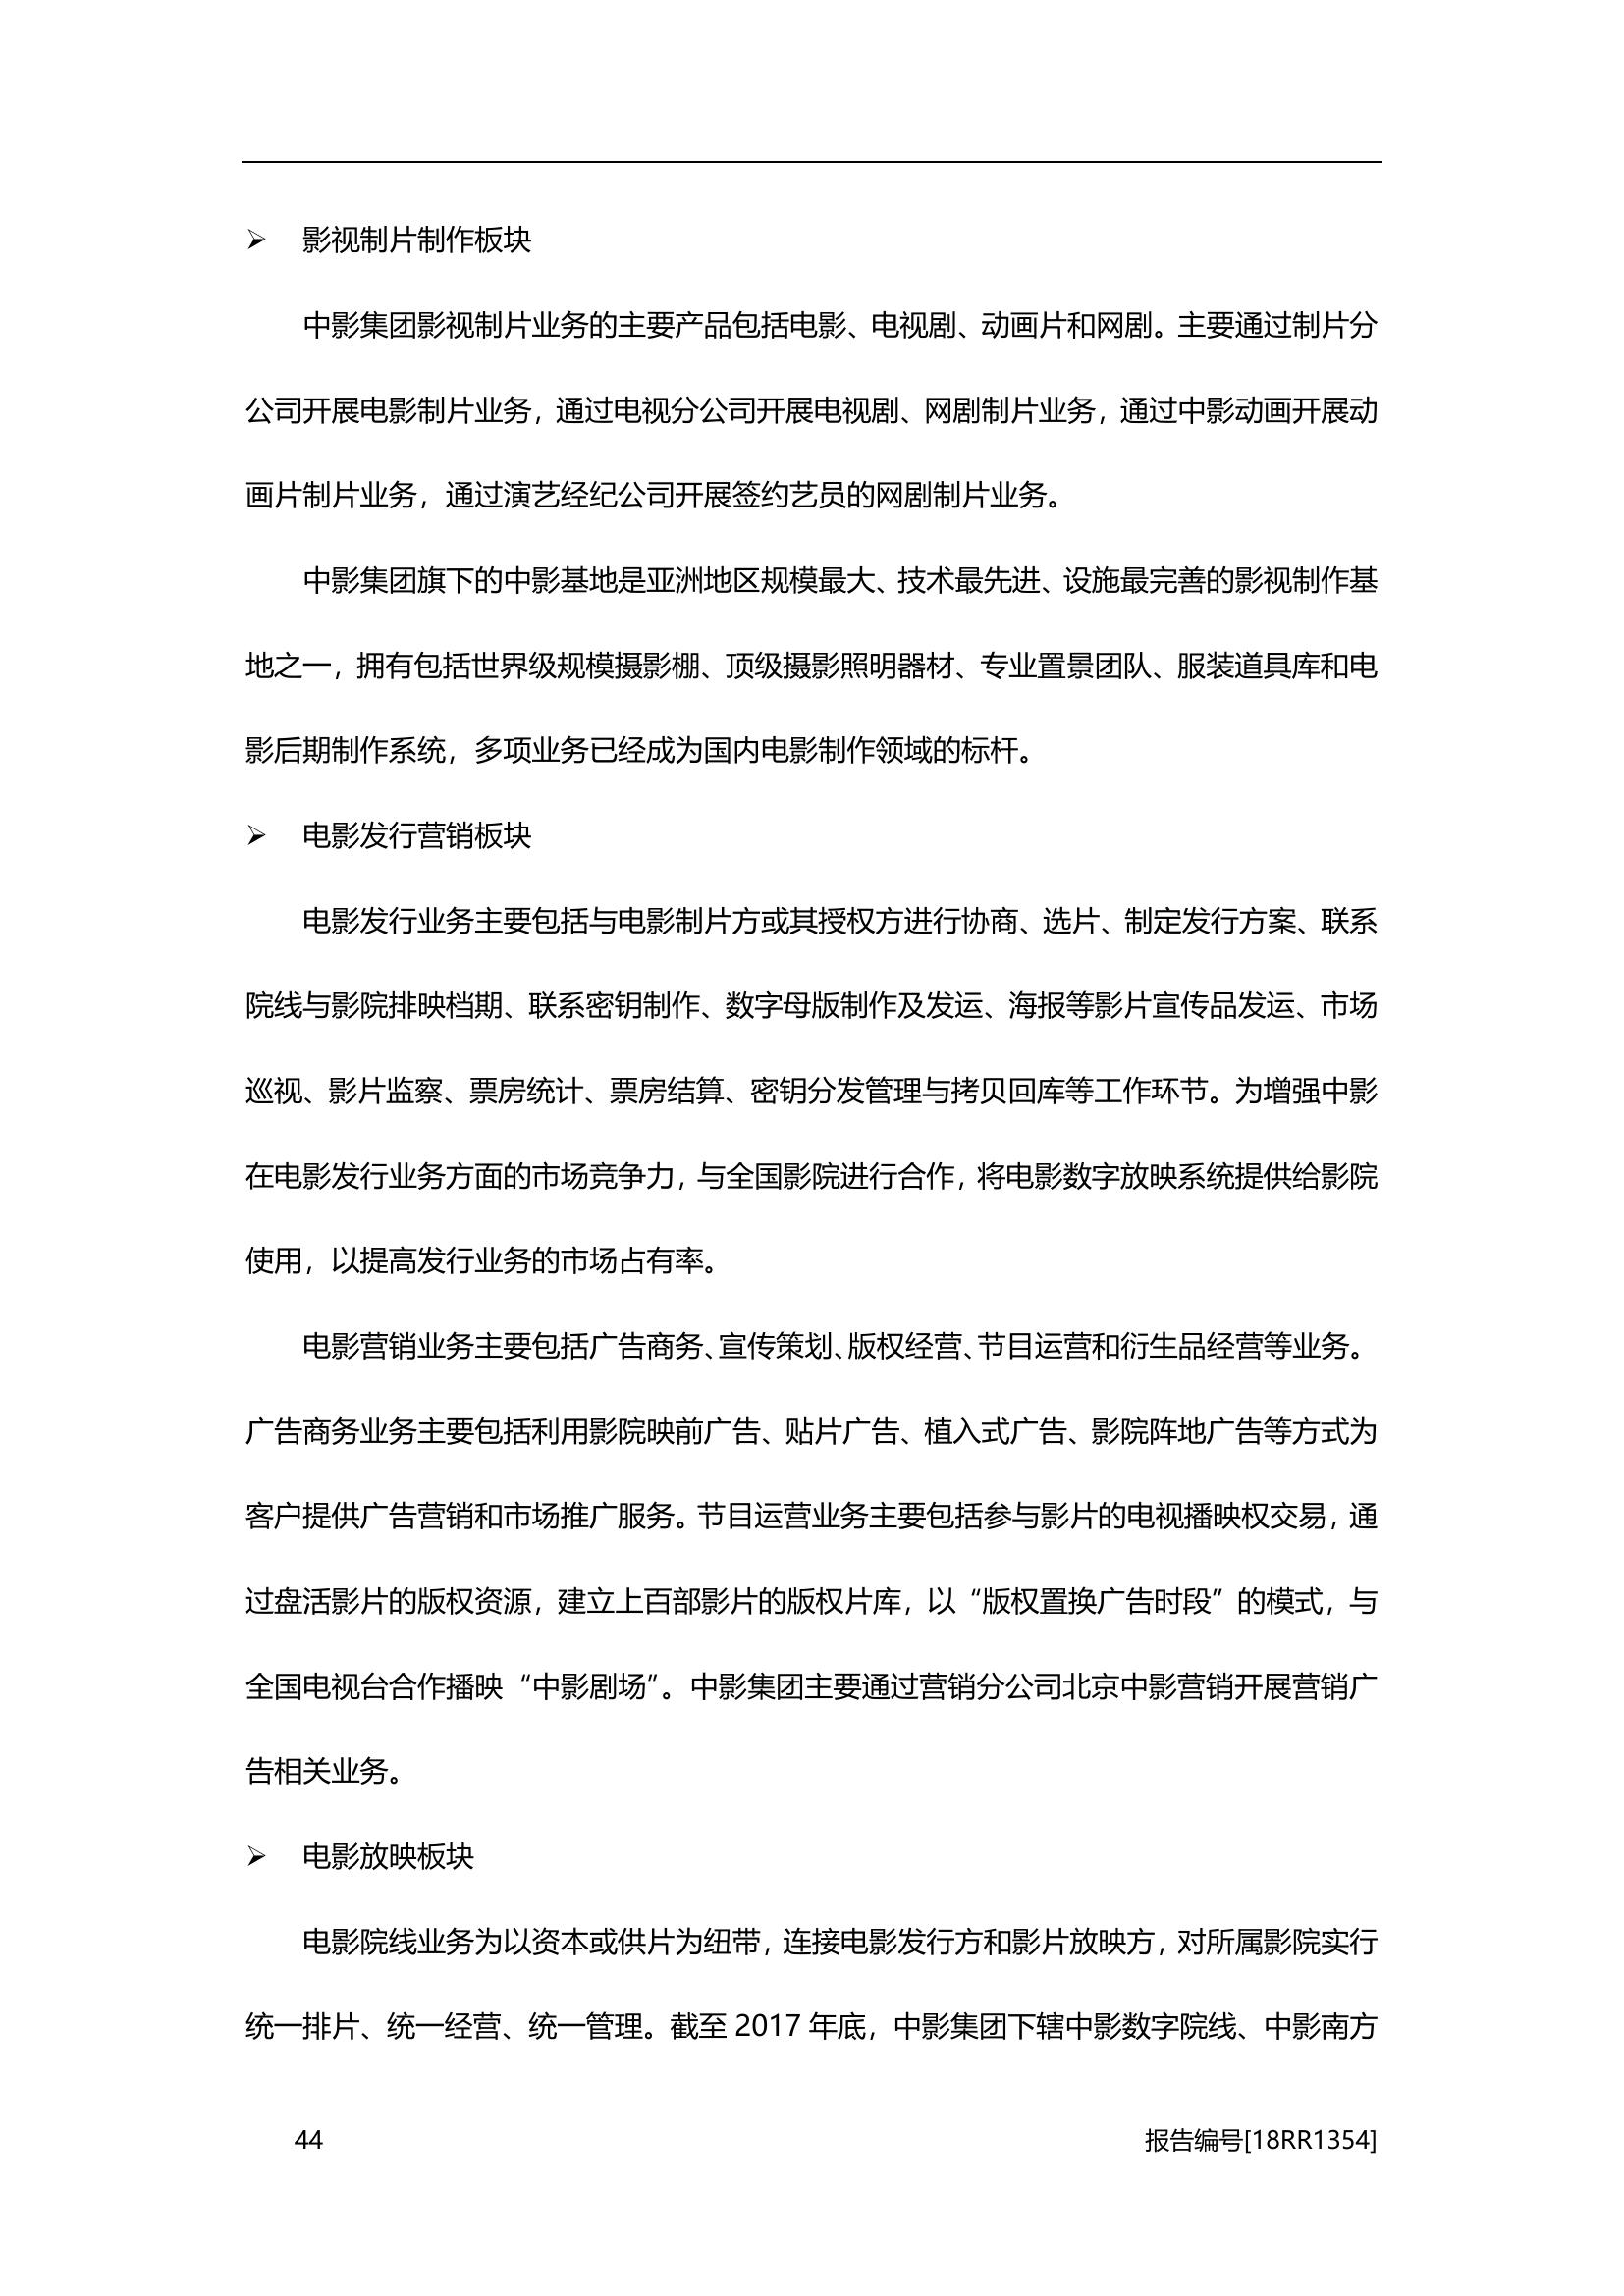 ➢ 影视制片制作板块
中影集团影视制片业务的主要产品包括电影、电视剧、动画片和网剧。主要通过制片分
公司开展电影制片业务，通过电视分公司开展电视剧、网剧制片业务，通过中影动画开展动
画片制片业务，通过演艺经纪公司开展签约艺员的网剧制片业务。
中影集团旗下的中影基地是亚洲地区规模最大、技术最先进、设施最完善的影视制作基
地之一，拥有包括世界级规模摄影棚、顶级摄影照明器材、专业置景团队、服装道具库和电
影后期制作系统，多项业务已经成为国内电影制作领域的标杆。
➢ 电影发行营销板块
电影发行业务主要包括与电影制片方或其授权方进行协商、选片、制定发行方案、联系
院线与影院排映档期、联系密钥制作、数字母版制作及发运、海报等影片宣传品发运、市场
巡视、影片监察、票房统计、票房结算、密钥分发管理与拷贝回库等工作环节。为增强中影
在电影发行业务方面的市场竞争力，与全国影院进行合作，将电影数字放映系统提供给影院
使用，以提高发行业务的市场占有率。
电影营销业务主要包括广告商务、宣传策划、版权经营、节目运营和衍生品经营等业务。
广告商务业务主要包括利用影院映前广告、贴片广告、植入式广告、影院阵地广告等方式为
客户提供广告营销和市场推广服务。节目运营业务主要包括参与影片的电视播映权交易，通
过盘活影片的版权资源，建立上百部影片的版权片库，以“版权置换广告时段”的模式，与
全国电视台合作播映“中影剧场”。中影集团主要通过营销分公司北京中影营销开展营销广
告相关业务。
➢ 电影放映板块
电影院线业务为以资本或供片为纽带，连接电影发行方和影片放映方，对所属影院实行
统一排片、统一经营、统一管理。截至 2017 年底，中影集团下辖中影数字院线、中影南方
44 报告编号[18RR1354]